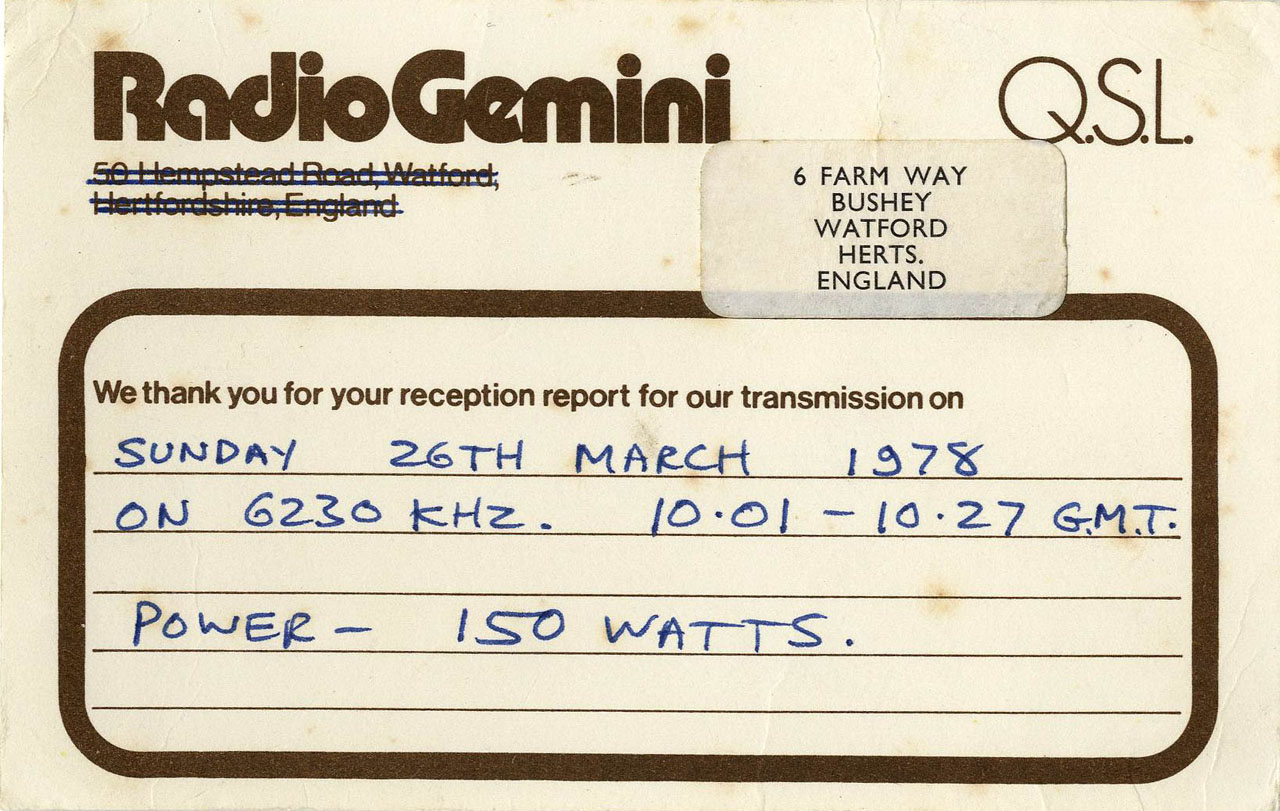 Radio Gemini
Q.S.L.
50 Hempstead Road, Watford,
Hertfordshire, England
6 FARM WAY
BUSHEY
WATFORD
HERTS.
ENGLAND
We thank you for your reception report for our transmission on
SUNDAY 26TH MARCH 1978
ON 6230 KHZ. 10.01 - 10.27 G.M.T.
POWER - 150 WATTS.